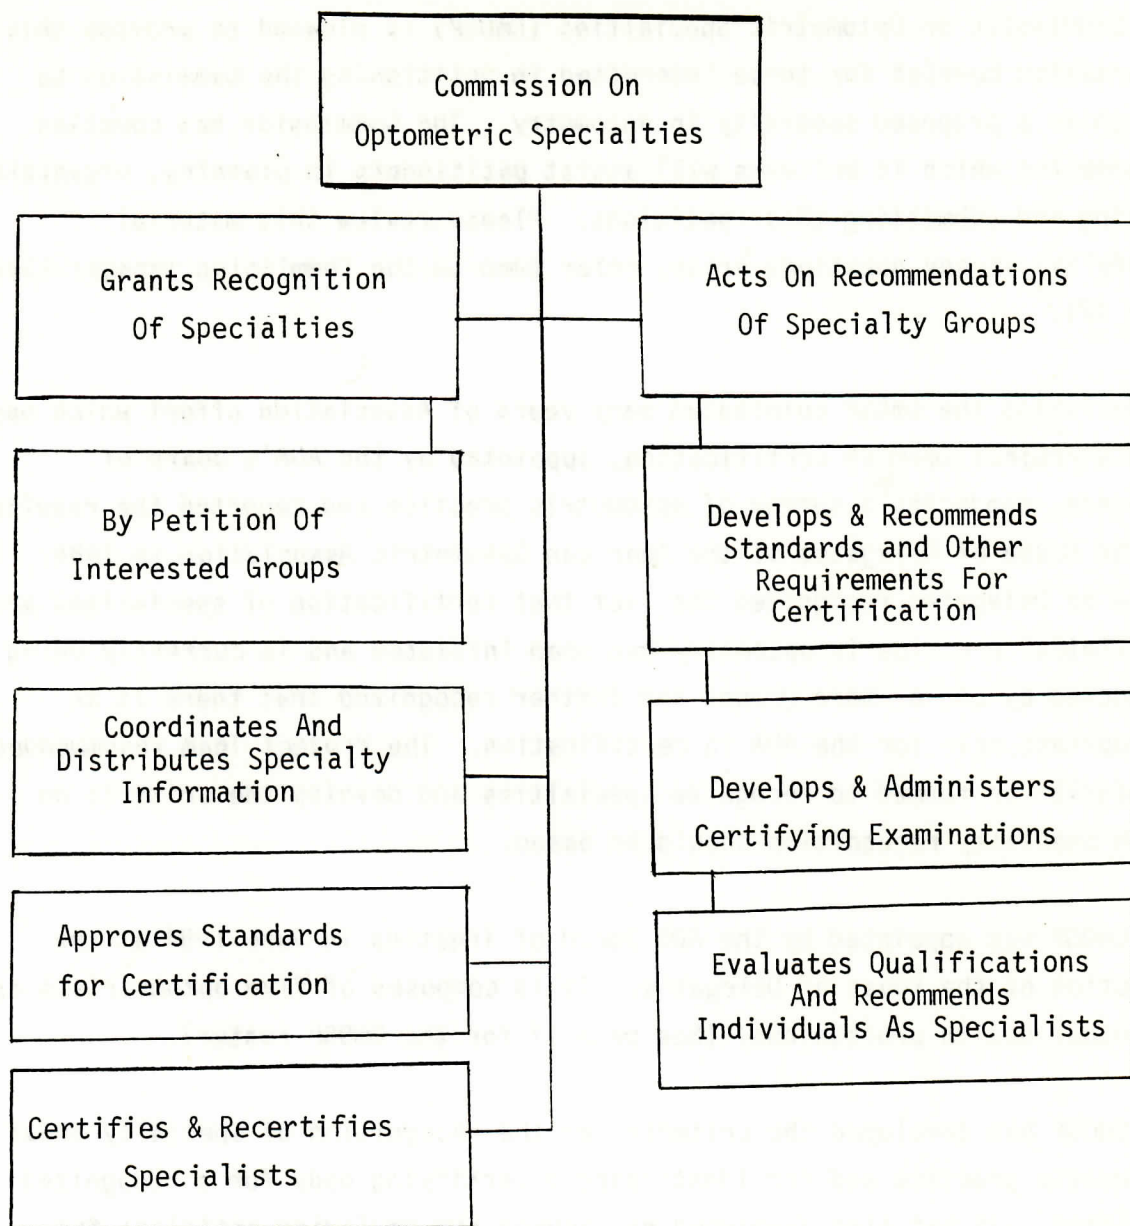 Commission On
Optometric Specialties
Grants Recognition
Of Specialties
Acts On Recommendations
Of Specialty Groups
By Petition Of
Interested Groups
Develops & Recommends
Standards and Other
Requirements For
Certification
Coordinates And
Distributes Specialty
Information
Develops & Administers
Certifying Examinations
Approves Standards
for Certification
Evaluates Qualifications
And Recommends
Individuals As Specialists
Certifies & Recertifies
Specialists